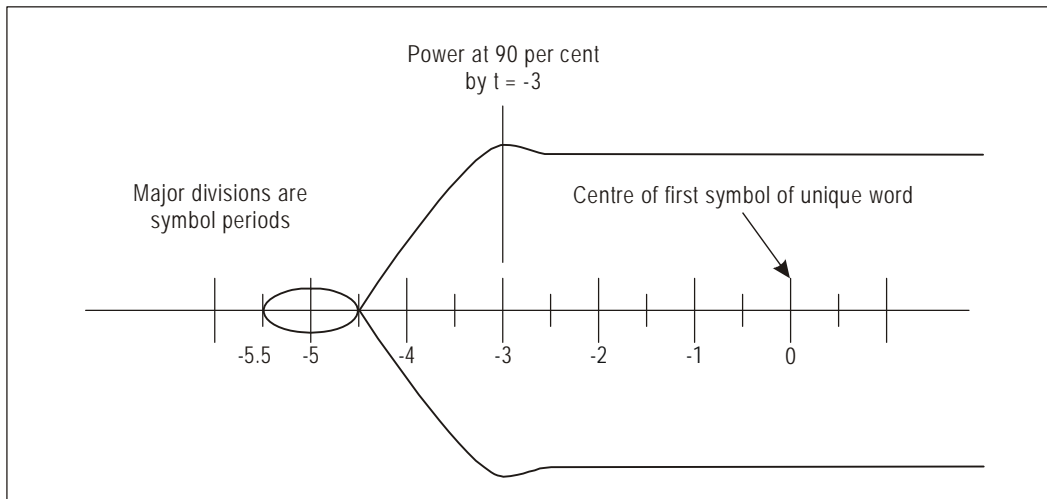 Power at 90 per cent
by t = -3
Major divisions are
symbol periods
Centre of first symbol of unique word
-5.5 -5 -4 -3 -2 -1 0